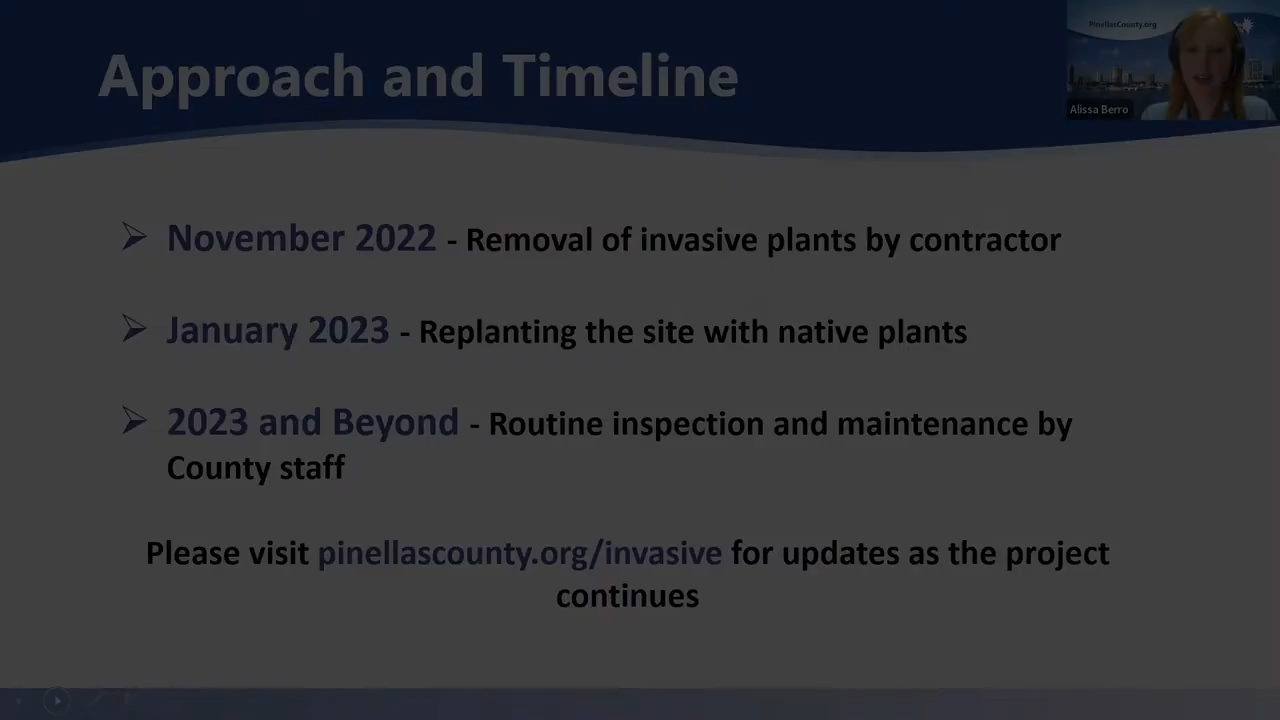 Approach and Timeline
PinellasCounty.org
Alissa Berro
November 2022 - Removal of invasive plants by contractor
January 2023 - Replanting the site with native plants
2023 and Beyond - Routine inspection and maintenance by
County staff
Please visit pinellascounty.org/invasive for updates as the project
continues